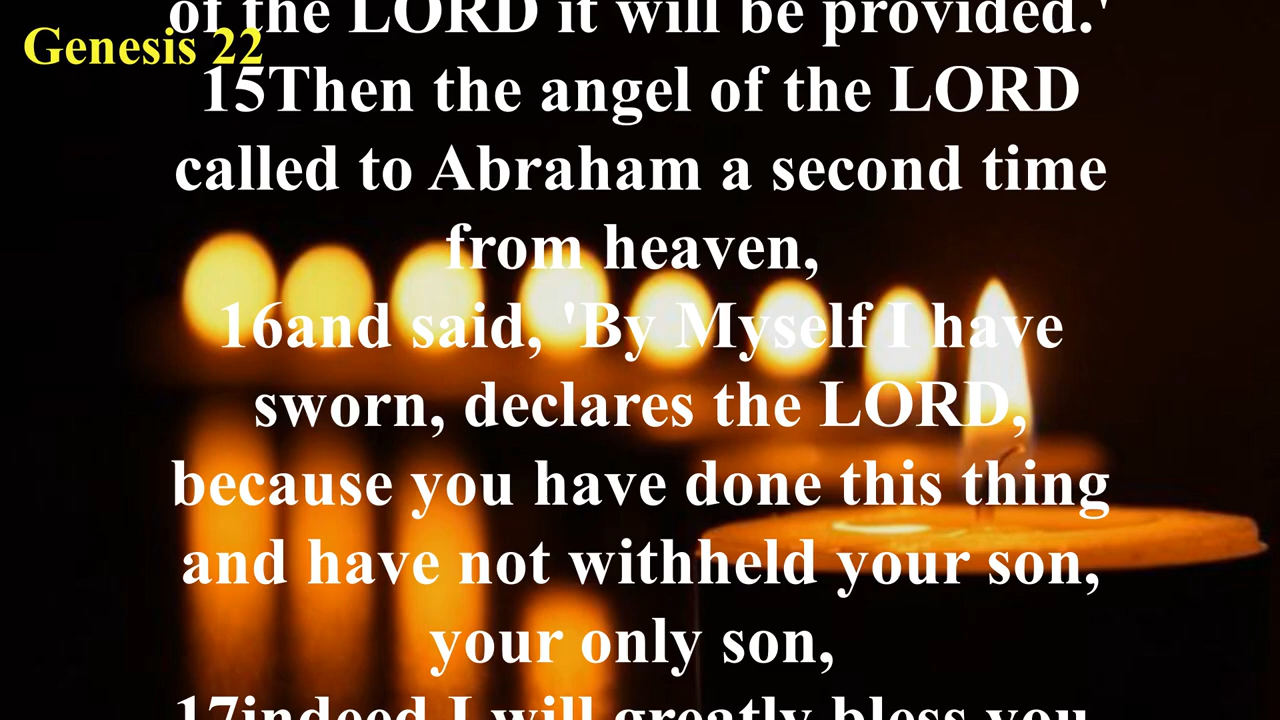 of the LORD it will be provided.'
Genesis 22
15Then the angel of the LORD
called to Abraham a second time
from heaven,
16and said, 'By Myself I have
sworn, declares the LORD,
because you have done this thing
and have not withheld your son,
your only son,
17indeed I will greatly bless you,